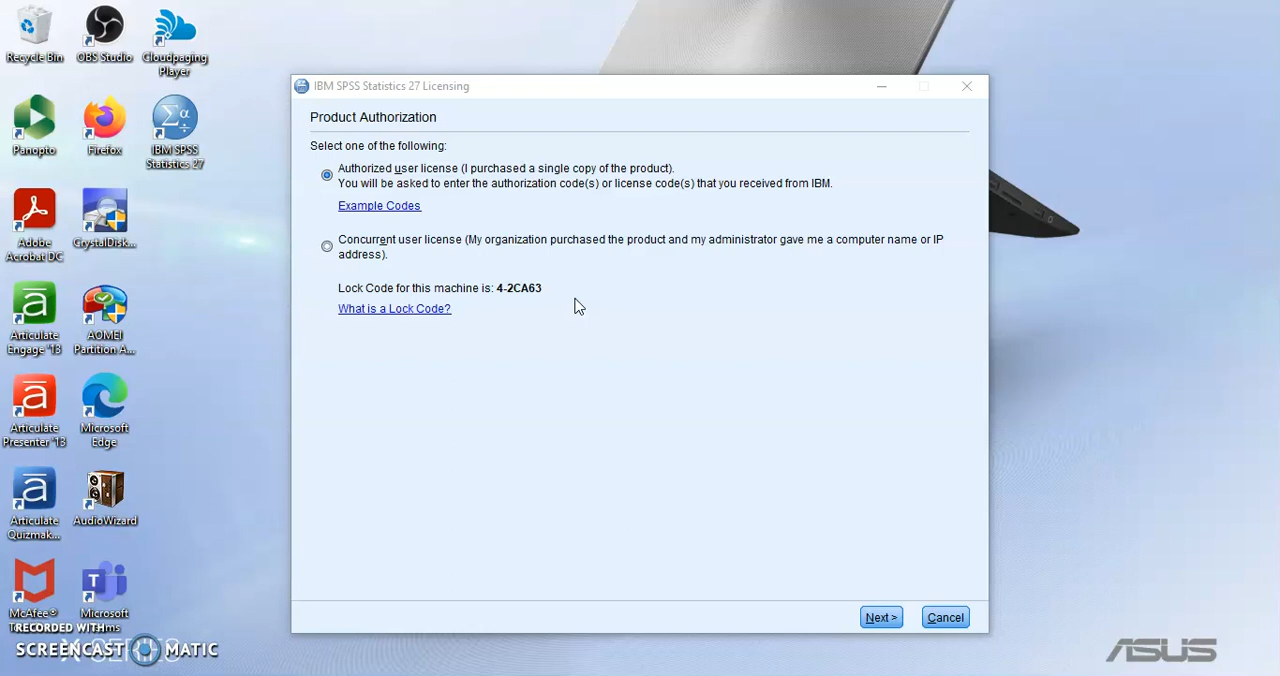 Recycle Bin
OBS Studio
Cloudpaging
Player
Panopto
Firefox
IBM SPSS
Statistics 27
Adobe
Acrobat DC
CrystalDisk...
Articulate
Engage '13
AOMEI
Partition A...
Articulate
Presenter '13
Microsoft
Edge
Articulate
Quizmak...
AudioWizard
McAfee®
Microsoft
RECORDED WITH
SCREENCAST MATIC
IBM SPSS Statistics 27 Licensing
Product Authorization
Select one of the following:
Authorized user license (I purchased a single copy of the product).
You will be asked to enter the authorization code(s) or license code(s) that you received from IBM.
Example Codes
Concurrent user license (My organization purchased the product and my administrator gave me a computer name or IP
address).
Lock Code for this machine is: 4-2CA63
What is a Lock Code?
Next >
Cancel
ASUS